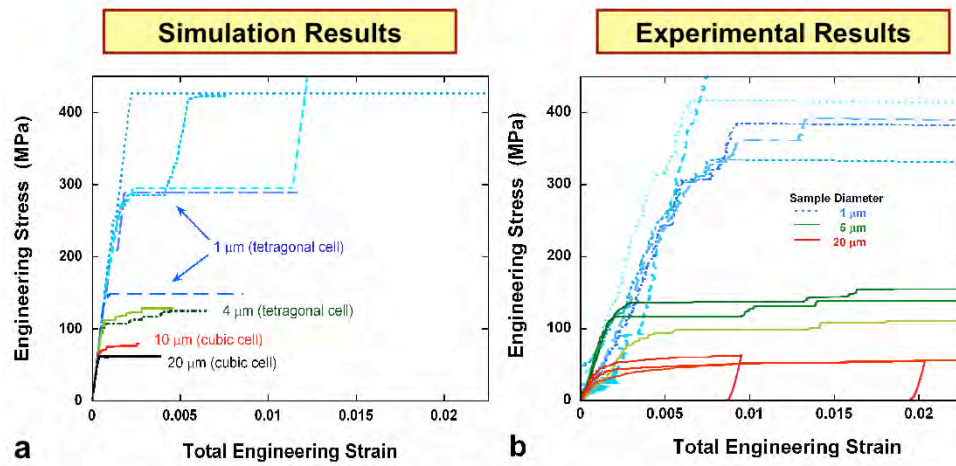 Simulation Results
Experimental Results
Engineering Stress (MPa)
400
300
200
100
0
1 μm (tetragonal cell)
4 μm (tetragonal cell)
10 μm (cubic cell)
20 μm (cubic cell)
0
0.005
0.01
0.015
0.02
a
Total Engineering Strain
Engineering Stress (MPa)
400
300
200
100
0
Sample Diameter
1 μm
5 μm
20 μm
0
0.005
0.01
0.015
0.02
b
Total Engineering Strain